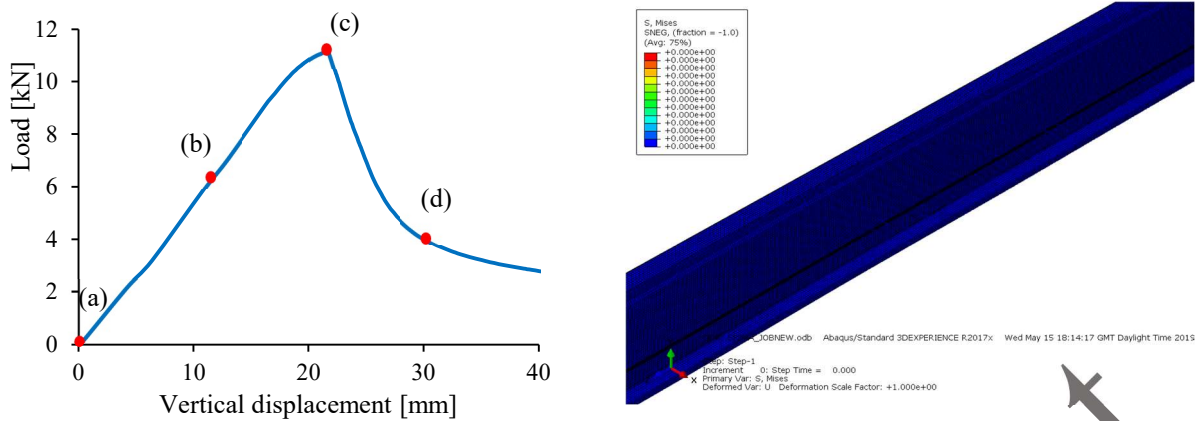 12
10
8
6
4
2
0
0
10
20
30
40
Load [kN]
Vertical displacement [mm]
(a)
(b)
(c)
(d)
S, Mises
SNEG, (fraction = -1.0)
(Avg: 75%)
+0.000e+00
+0.000e+00
+0.000e+00
+0.000e+00
+0.000e+00
+0.000e+00
+0.000e+00
+0.000e+00
+0.000e+00
+0.000e+00
+0.000e+00
+0.000e+00
+0.000e+00
_JOBNEW.odb Abaqus/Standard 3DEXPERIENCE R2017x Wed May 15 18:14:17 GMT Daylight Time 2019
Step-1
Increment 0: Step Time = 0.000
Primary Var: S, Mises
Deformed Var: U Deformation Scale Factor: +1.000e+00
X